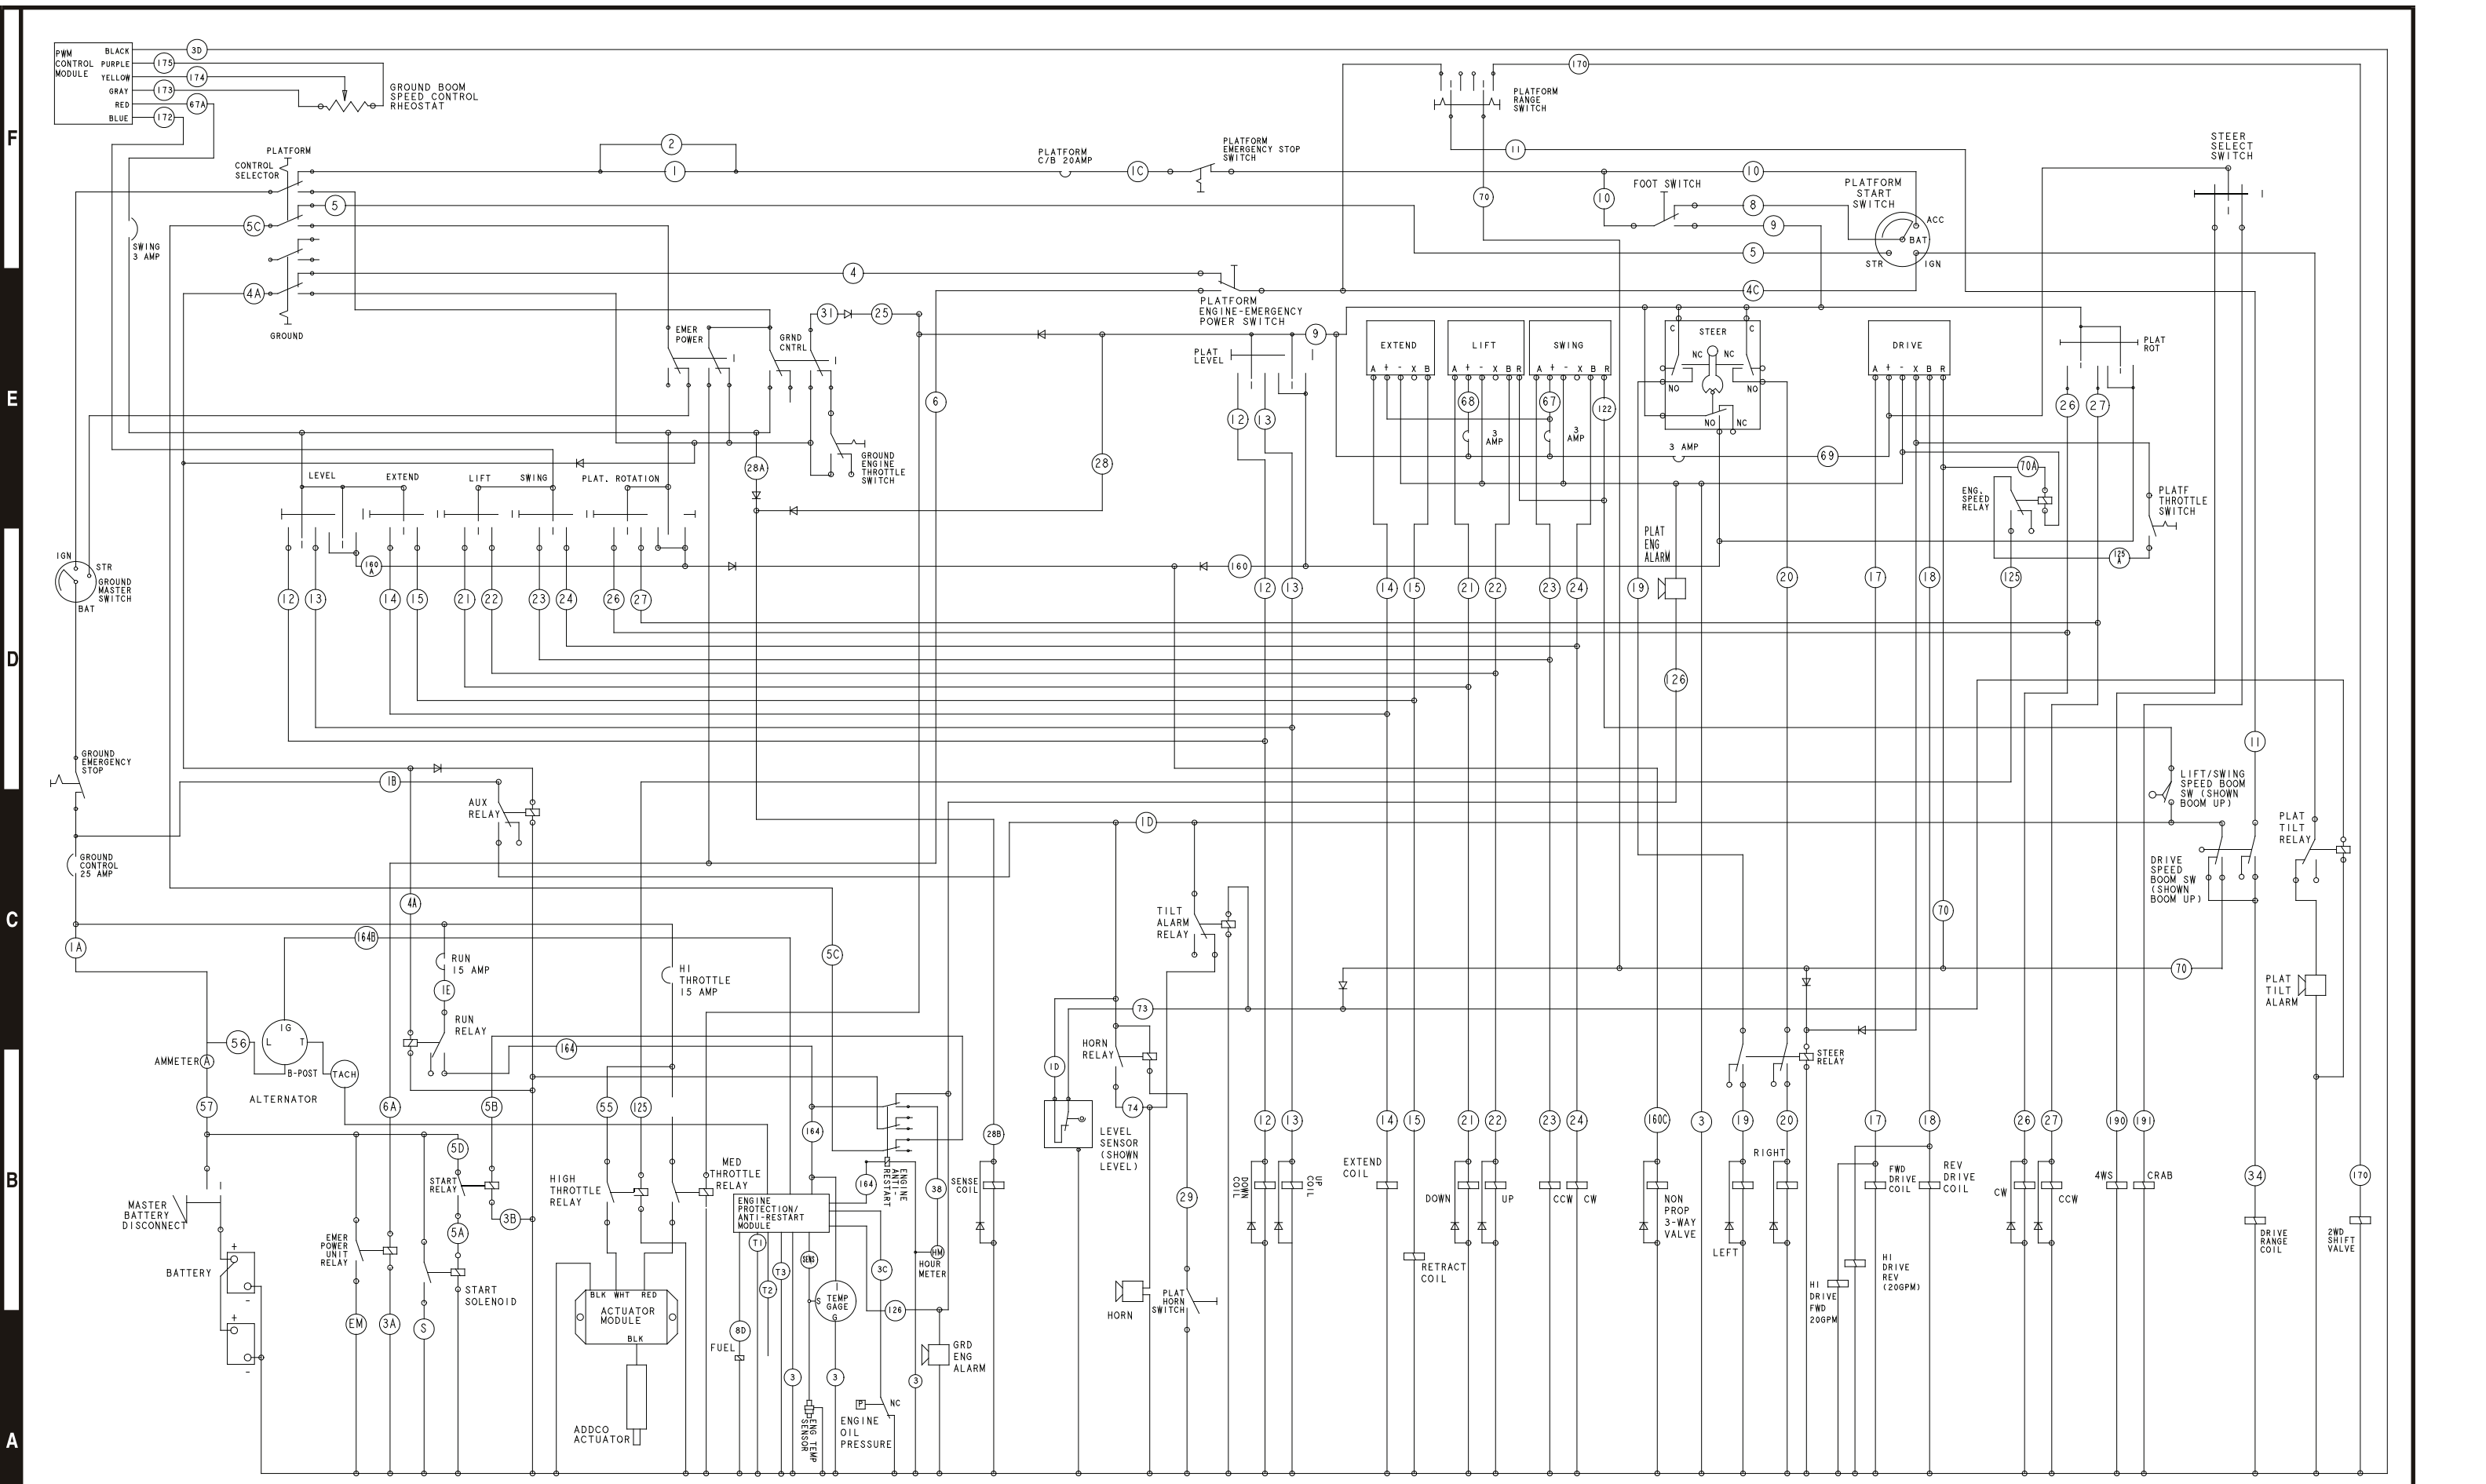 PWM
CONTROL
MODULE
BLACK
PURPLE
YELLOW
GRAY
RED
BLUE
3D
175
174
173
67A
172
GROUND BOOM
SPEED CONTROL
RHEOSTAT
PLATFORM
CONTROL
SELECTOR
2
1
PLATFORM
C/B 20AMP
1C
PLATFORM
EMERGENCY STOP
SWITCH
PLATFORM
RANGE
SWITCH
170
11
70
10
10
FOOT SWITCH
8
9
PLATFORM
START
SWITCH
ACC
BAT
STR
IGN
STEER
SELECT
SWITCH
F
5C
5
5
SWING
3 AMP
4A
4
4C
GROUND
31
25
PLATFORM
ENGINE-EMERGENCY
POWER SWITCH
EMER
POWER
GRND
CNTRL
9
PLAT
LEVEL
EXTEND
A + - X B
LIFT
A + - X B R
SWING
A + - X B R
STEER
C
C
NC
NC
NO
NO
NO
NC
DRIVE
A + - X B R
PLAT
ROT
E
6
12
13
68
67
122
26
27
3
AMP
3
AMP
3 AMP
69
70A
28A
28
GROUND
ENGINE
THROTTLE
SWITCH
LEVEL
EXTEND
LIFT
SWING
PLAT. ROTATION
ENG.
SPEED
RELAY
PLATF
THROTTLE
SWITCH
PLAT
ENG
ALARM
125
A
160
A
160
IGN
STR
GROUND
MASTER
SWITCH
BAT
12
13
14
15
21
22
23
24
26
27
12
13
14
15
21
22
23
24
19
20
17
18
125
D
126
GROUND
EMERGENCY
STOP
1B
AUX
RELAY
11
LIFT/SWING
SPEED BOOM
SW (SHOWN
BOOM UP)
1D
PLAT
TILT
RELAY
GROUND
CONTROL
25 AMP
DRIVE
SPEED
BOOM SW
(SHOWN
BOOM UP)
C
4A
TILT
ALARM
RELAY
70
1A
164B
RUN
15 AMP
5C
HI
THROTTLE
15 AMP
70
PLAT
TILT
ALARM
1E
73
RUN
RELAY
IG
L
T
56
B-POST
TACH
AMMETER
A
ALTERNATOR
164
HORN
RELAY
1D
STEER
RELAY
57
6A
5B
55
125
164
74
28B
12
13
14
15
21
22
23
24
160C
3
19
20
17
18
26
27
190
191
LEVEL
SENSOR
(SHOWN
LEVEL)
5D
START
RELAY
3B
5A
B
HIGH
THROTTLE
RELAY
MED
THROTTLE
RELAY
ENGINE
PROTECTION/
ANTI-RESTART
MODULE
164
ENGINE
ANTI-
RESTART
38
SENSE
COIL
29
DOWN
COIL
UP
COIL
EXTEND
COIL
DOWN
UP
CCW
CW
NON
PROP
3-WAY
VALVE
RIGHT
LEFT
FWD
DRIVE
COIL
REV
DRIVE
COIL
CW
CCW
4WS
CRAB
34
170
MASTER
BATTERY
DISCONNECT
EMER
POWER
UNIT
RELAY
BATTERY
+
-
+
-
START
SOLENOID
T1
SENS
3C
HM
HOUR
METER
T3
T2
RETRACT
COIL
HI
DRIVE
REV
(20GPM)
HI
DRIVE
FWD
20GPM
DRIVE
RANGE
COIL
2WD
SHIFT
VALVE
BLK WHT RED
ACTUATOR
MODULE
BLK
I
S
TEMP
GAGE
G
126
HORN
PLAT
HORN
SWITCH
EM
3A
S
8D
FUEL
GRD
ENG
ALARM
3
3
3
ADDCO
ACTUATOR
ENG TEMP
SENSOR
P
NC
ENGINE
OIL
PRESSURE
A